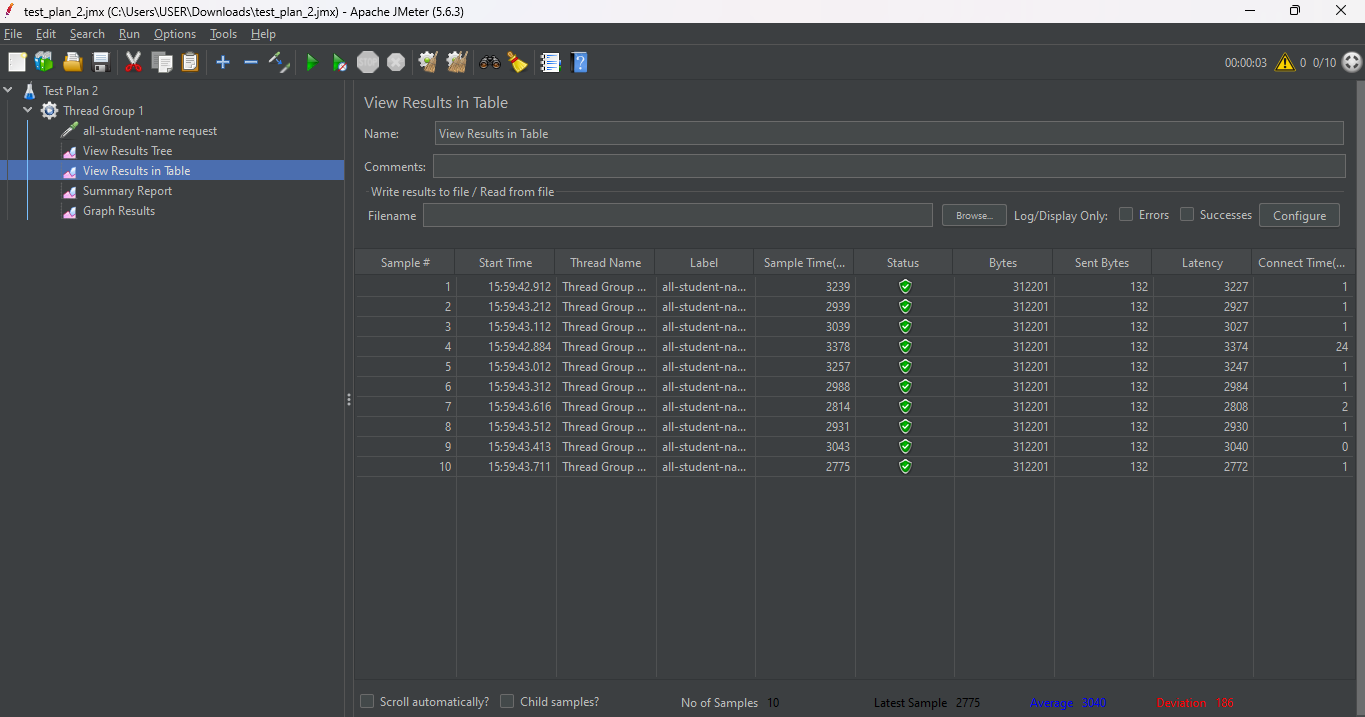 test_plan_2.jmx (C:\Users\USER\Downloads\test_plan_2.jmx) - Apache JMeter (5.6.3)
File Edit Search Run Options Tools Help
STOP 00:00:03 0 0/10
Test Plan 2
Thread Group 1
all-student-name request
View Results Tree
View Results in Table
Summary Report
Graph Results
View Results in Table
Name: View Results in Table
Comments:
Write results to file / Read from file
Filename Browse... Log/Display Only: Errors Successes Configure
Sample # Start Time Thread Name Label Sample Time(... Status Bytes Sent Bytes Latency Connect Time(...
1 15:59:42.912 Thread Group ... all-student-na... 3239 312201 132 3227 1
2 15:59:43.212 Thread Group ... all-student-na... 2939 312201 132 2927 1
3 15:59:43.112 Thread Group ... all-student-na... 3039 312201 132 3027 1
4 15:59:42.884 Thread Group ... all-student-na... 3378 312201 132 3374 24
5 15:59:43.012 Thread Group ... all-student-na... 3257 312201 132 3247 1
6 15:59:43.312 Thread Group ... all-student-na... 2988 312201 132 2984 1
7 15:59:43.616 Thread Group ... all-student-na... 2814 312201 132 2808 2
8 15:59:43.512 Thread Group ... all-student-na... 2931 312201 132 2930 1
9 15:59:43.413 Thread Group ... all-student-na... 3043 312201 132 3040 0
10 15:59:43.711 Thread Group ... all-student-na... 2775 312201 132 2772 1
Scroll automatically? Child samples? No of Samples 10 Latest Sample 2775 Average 3040 Deviation 186